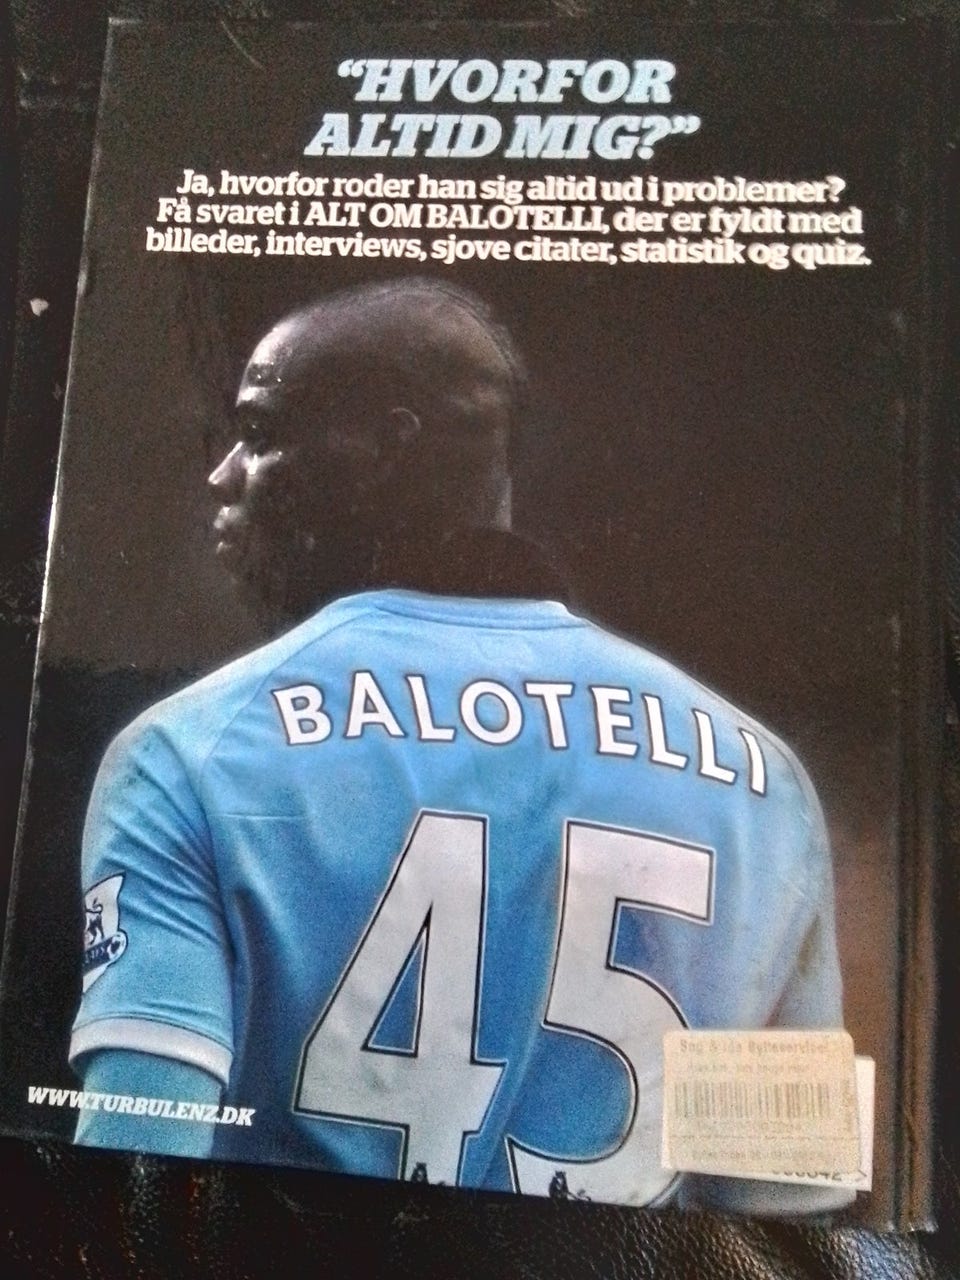 “HVORFOR
ALTID MIG?”
Ja, hvorfor roder han sig altid ud i problemer?
Få svaret i ALT OM BALOTELLI, der er fyldt med
billeder, interviews, sjove citater, statistik og quiz.
BALOTELLI
45
WWW.TURBULENZ.DK